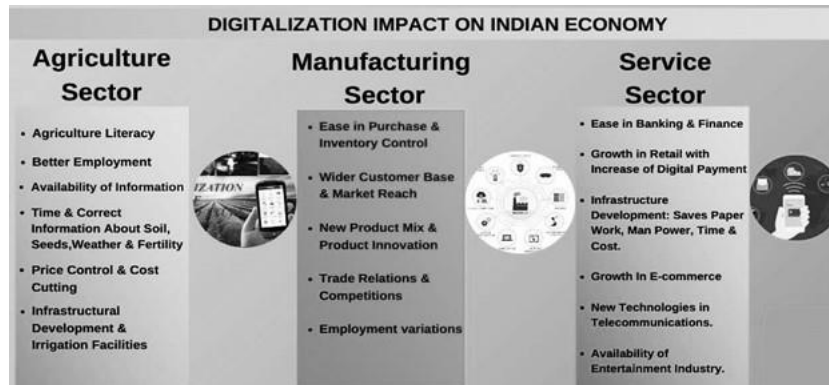 DIGITALIZATION IMPACT ON INDIAN ECONOMY
Agriculture
Sector
• Agriculture Literacy
• Better Employment
• Availability of Information
• Time & Correct
Information About Soil,
Seeds,Weather & Fertility
• Price Control & Cost
Cutting
• Infrastructural
Development &
Irrigation Facilities
IZATION
Manufacturing
Sector
• Ease in Purchase &
Inventory Control
• Wider Customer Base
& Market Reach
• New Product Mix &
Product Innovation
• Trade Relations &
Competitions
• Employment variations
Service
Sector
• Ease in Banking & Finance
• Growth in Retail with
Increase of Digital Payment
• Infrastructure
Development: Saves Paper
Work, Man Power, Time &
Cost.
• Growth In E-commerce
• New Technologies in
Telecommunications.
• Availability of
Entertainment Industry.